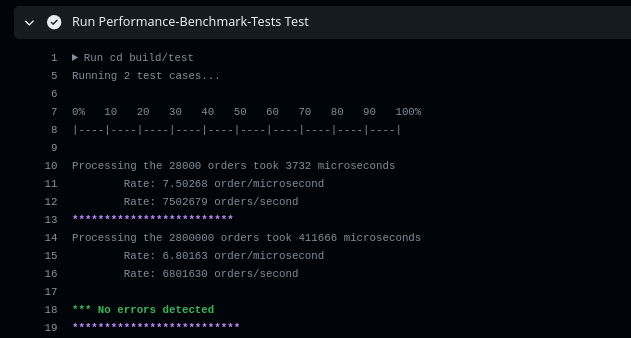 Run Performance-Benchmark-Tests Test
1 Run cd build/test
5 Running 2 test cases...
6
7 0% 10 20 30 40 50 60 70 80 90 100%
8 |----|----|----|----|----|----|----|----|----|----|
9
10 Processing the 28000 orders took 3732 microseconds
11 Rate: 7.50268 order/microsecond
12 Rate: 7502679 orders/second
13 *************************
14 Processing the 2800000 orders took 411666 microseconds
15 Rate: 6.80163 order/microsecond
16 Rate: 6801630 orders/second
17
18 *** No errors detected
19 **************************